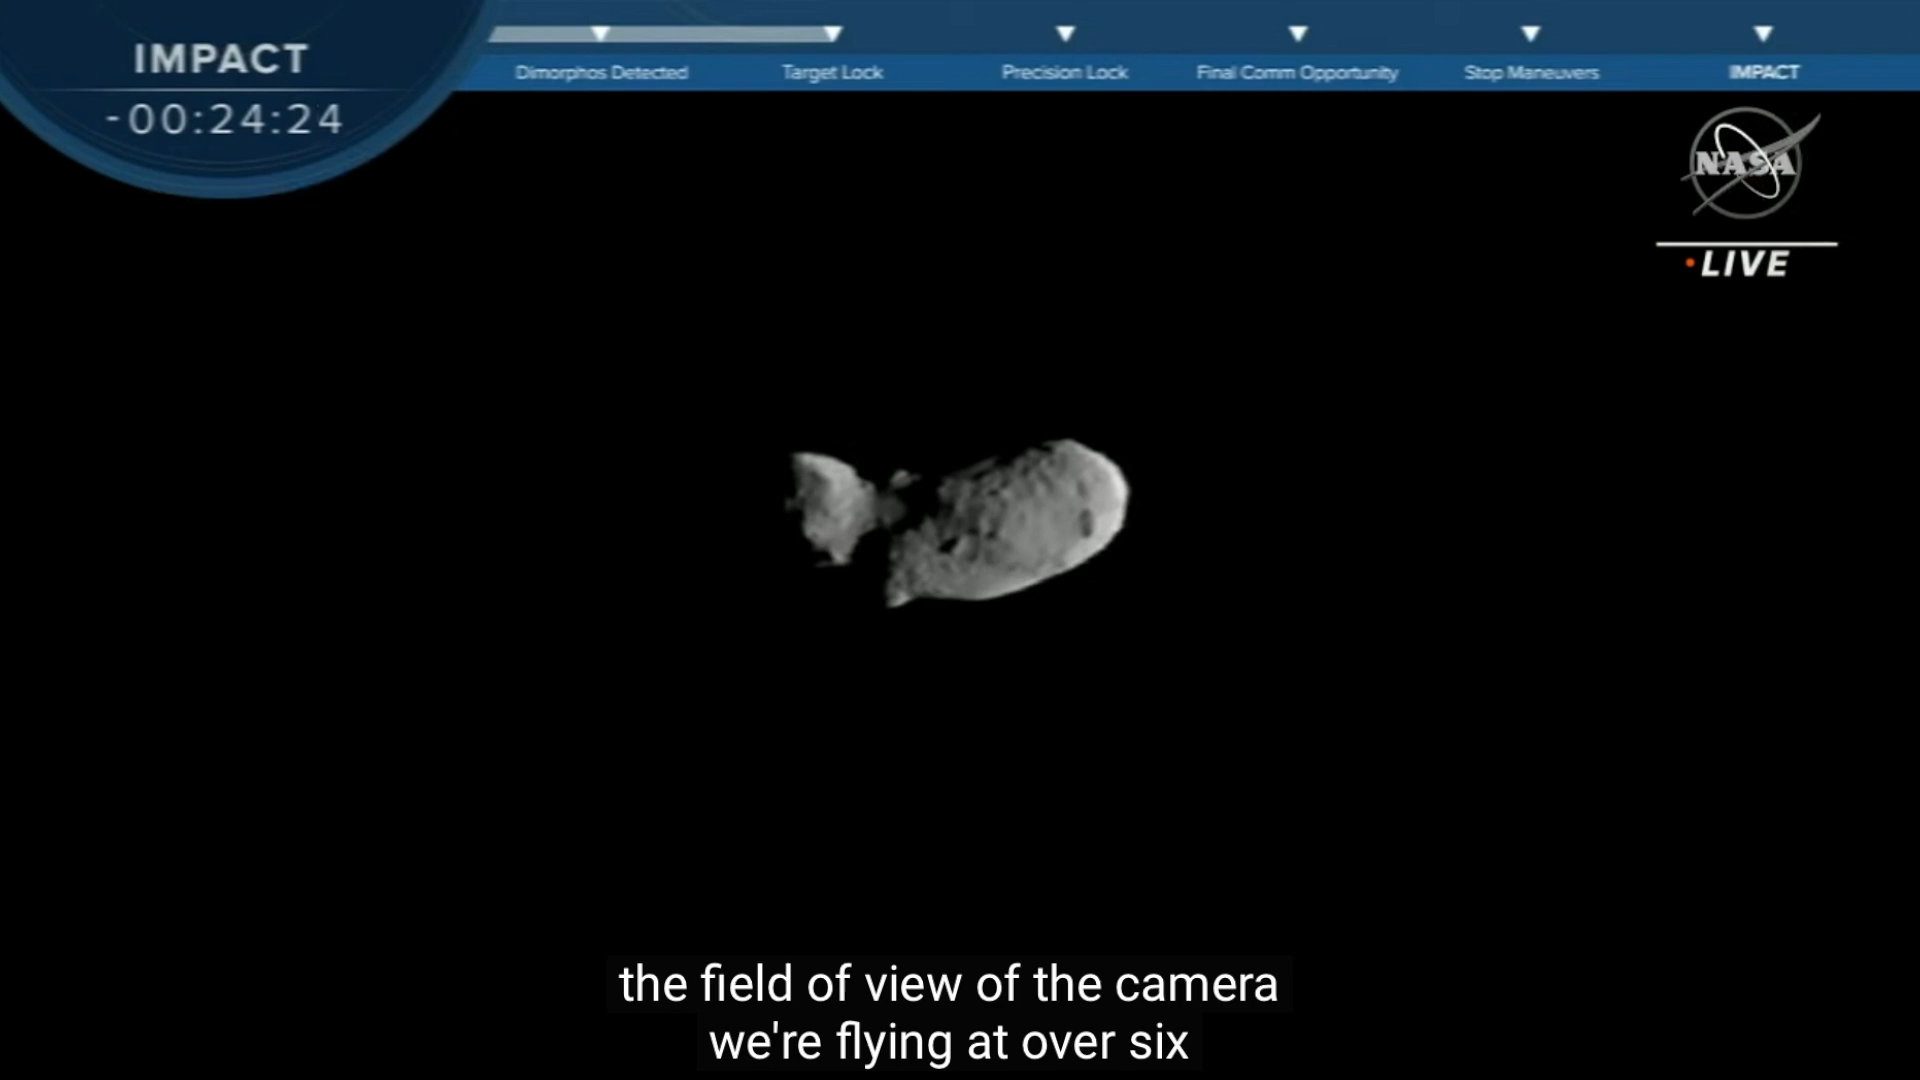 IMPACT
-00:24:24
Dimorphos Detected
Target Lock
Precision Lock
Final Comm Opportunity
Stop Maneuvers
IMPACT
NASA
LIVE
the field of view of the camera
we're flying at over six